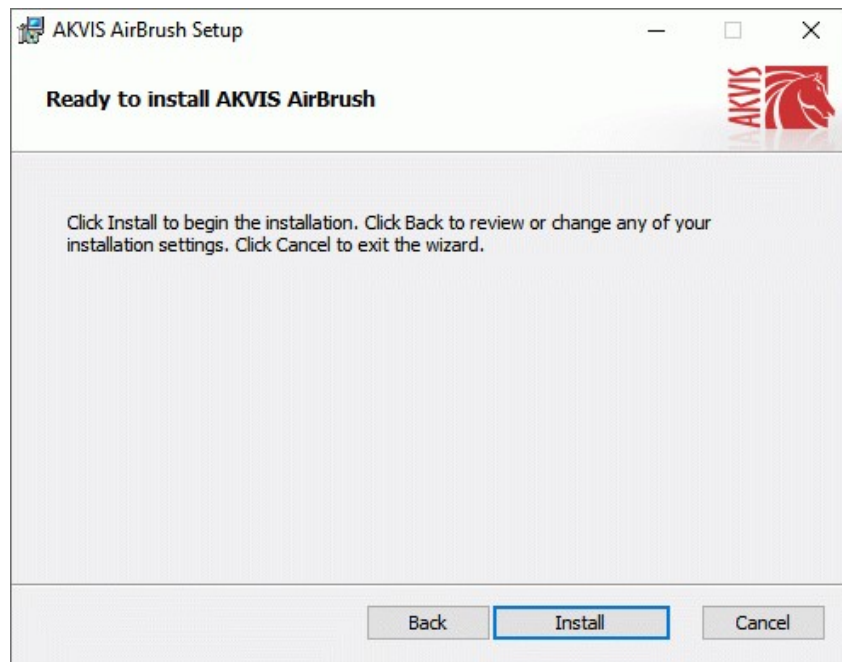 AKVIS AirBrush Setup
Ready to install AKVIS AirBrush
AKVIS
Click Install to begin the installation. Click Back to review or change any of your
installation settings. Click Cancel to exit the wizard.
Back Install Cancel